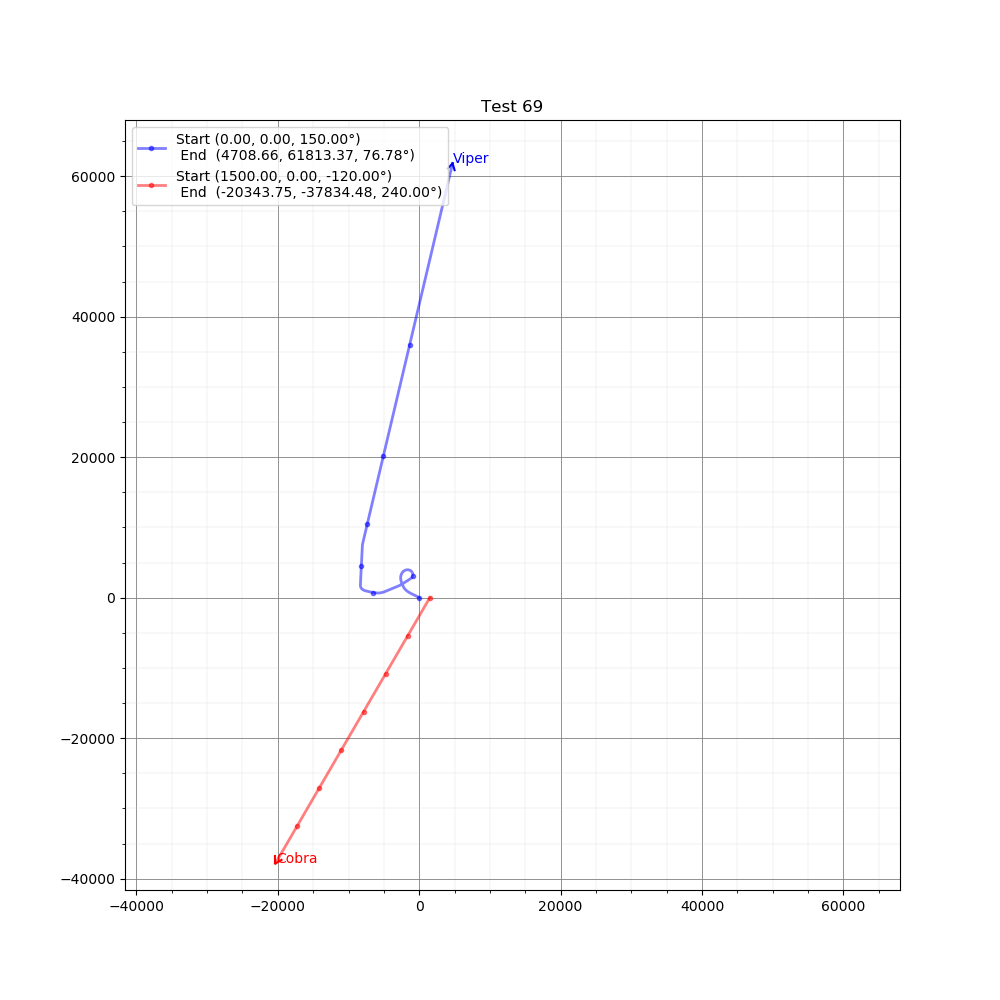 Test 69
Start (0.00, 0.00, 150.00°)
End (4708.66, 61813.37, 76.78°)
Start (1500.00, 0.00, -120.00°)
End (-20343.75, -37834.48, 240.00°)
Viper
60000
40000
20000
0
−20000
−40000
Cobra
−40000 −20000 0 20000 40000 60000